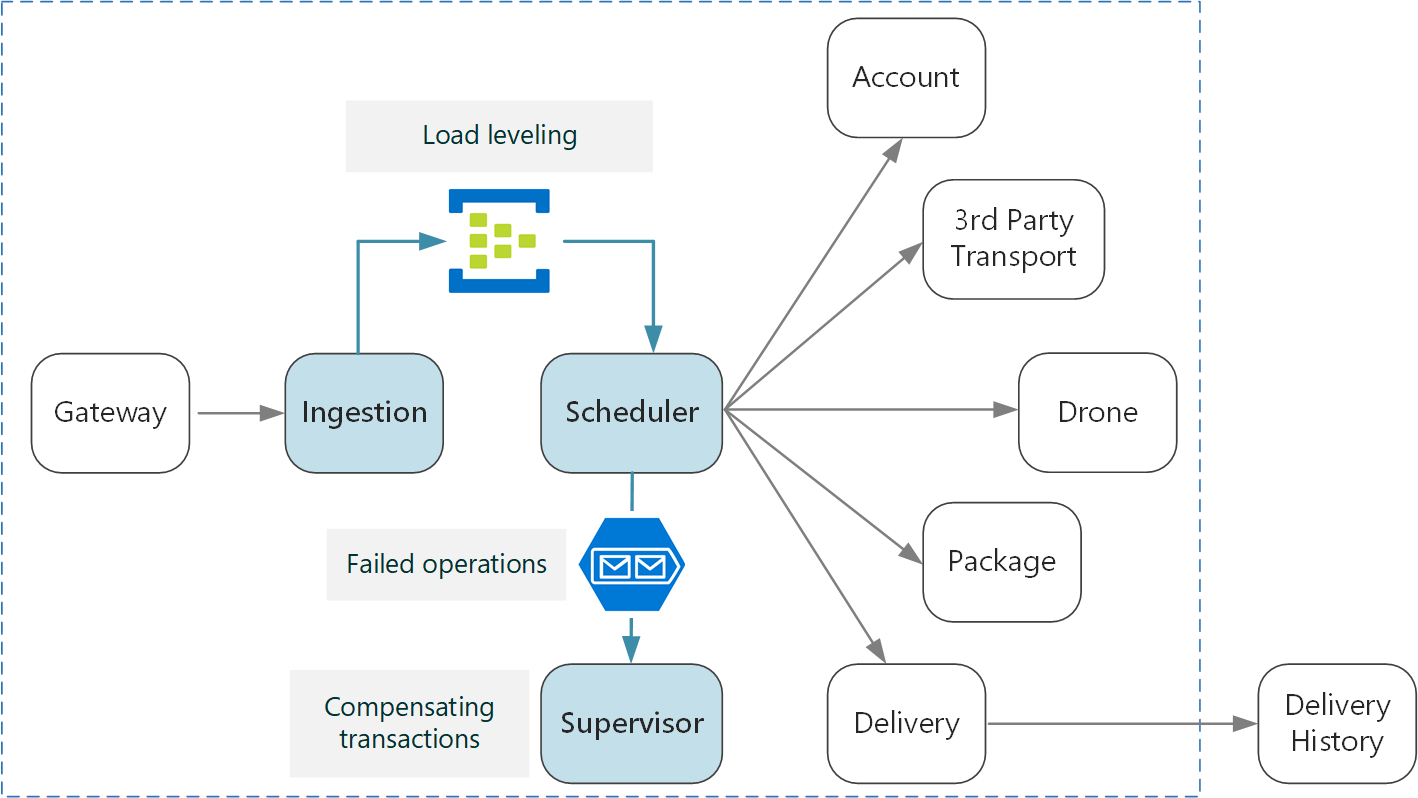 Account
Load leveling
3rd Party
Transport
Gateway
Ingestion
Scheduler
Drone
Failed operations
Package
Compensating
transactions
Supervisor
Delivery
Delivery
History